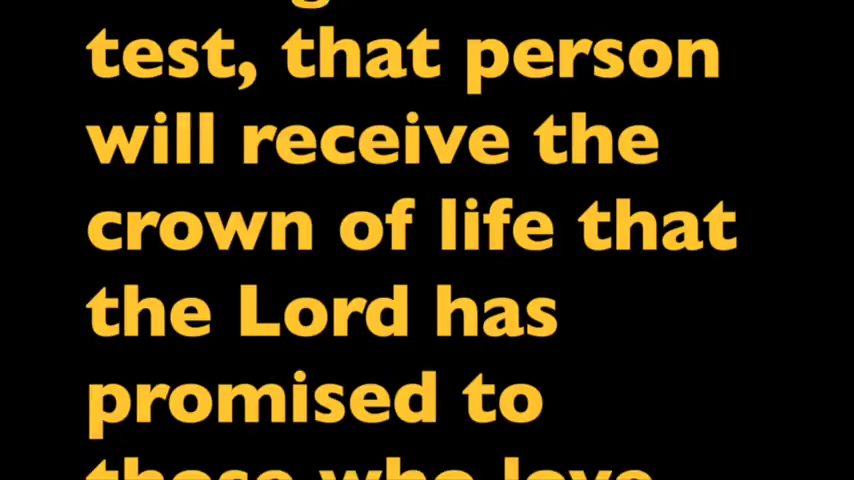 test, that person
will receive the
crown of life that
the Lord has
promised to
those who love